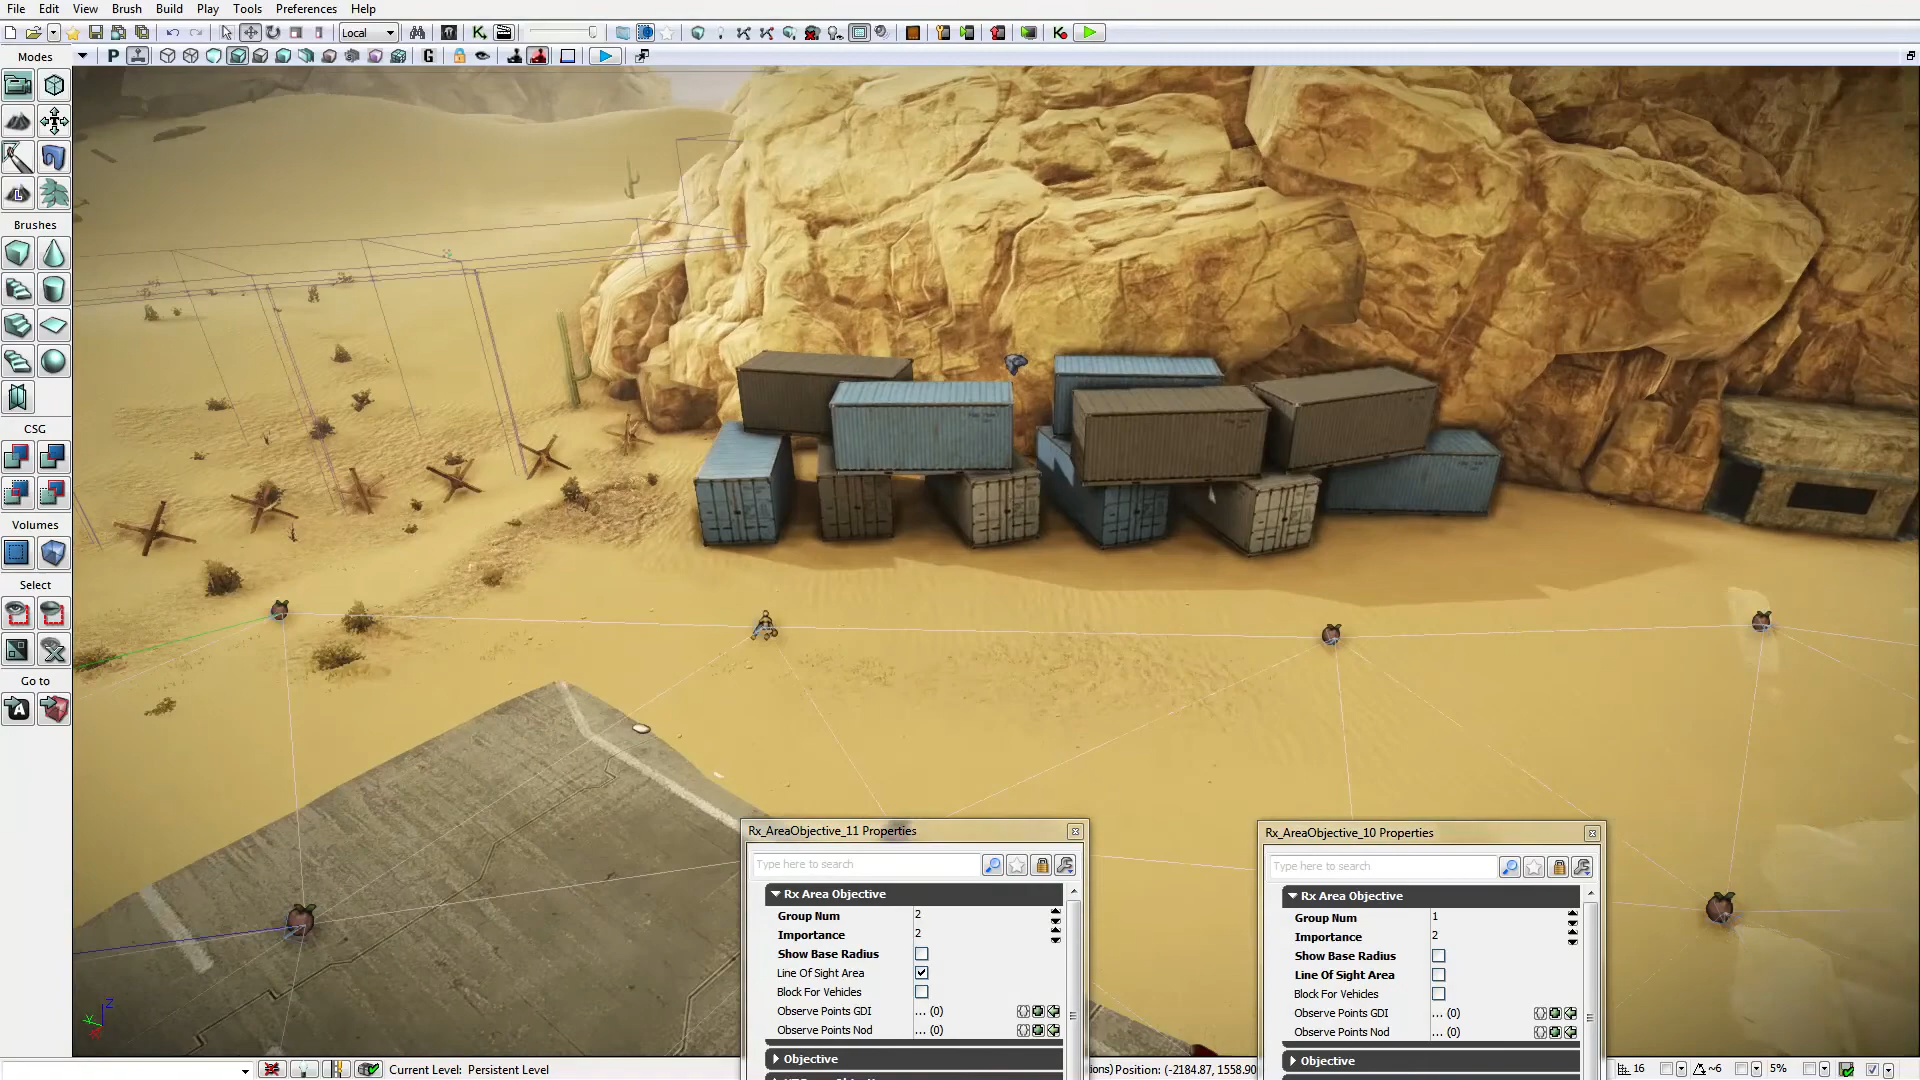 File Edit View Brush Build Play Tools Preferences Help
Local
Modes
P
G
Brushes
CSG
Volumes
Select
Go to
Rx_AreaObjective_11 Properties
Type here to search
Rx Area Objective
Group Num 2
Importance 2
Show Base Radius
Line Of Sight Area
Block For Vehicles
Observe Points GDI ... (0)
Observe Points Nod ... (0)
Objective
Rx_AreaObjective_10 Properties
Type here to search
Rx Area Objective
Group Num 1
Importance 2
Show Base Radius
Line Of Sight Area
Block For Vehicles
Observe Points GDI ... (0)
Observe Points Nod ... (0)
Objective
Z
Current Level: Persistent Level
ions) Position: (-2184.87, 1558.90
16
~6
5%